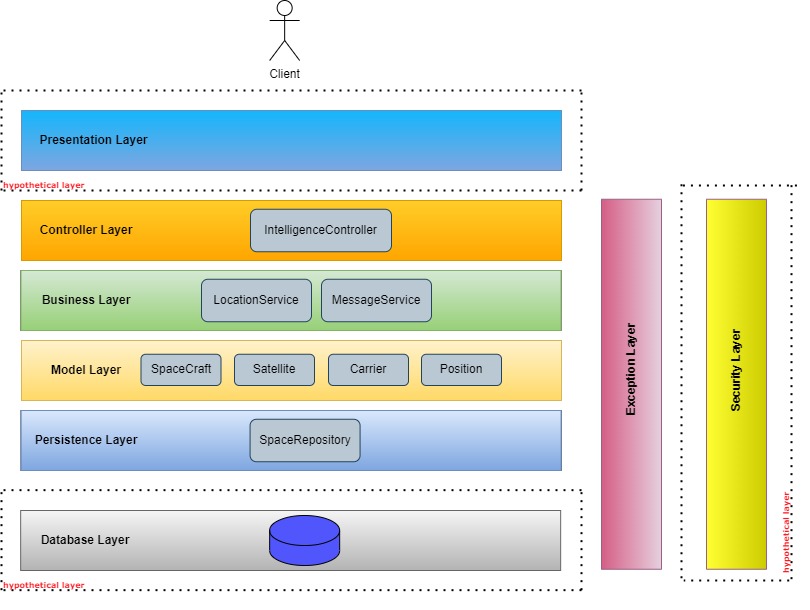 Client
Presentation Layer
hypothetical layer
Controller Layer
IntelligenceController
Business Layer
LocationService
MessageService
Model Layer
SpaceCraft
Satellite
Carrier
Position
Persistence Layer
SpaceRepository
Database Layer
hypothetical layer
Exception Layer
Security Layer
hypothetical layer